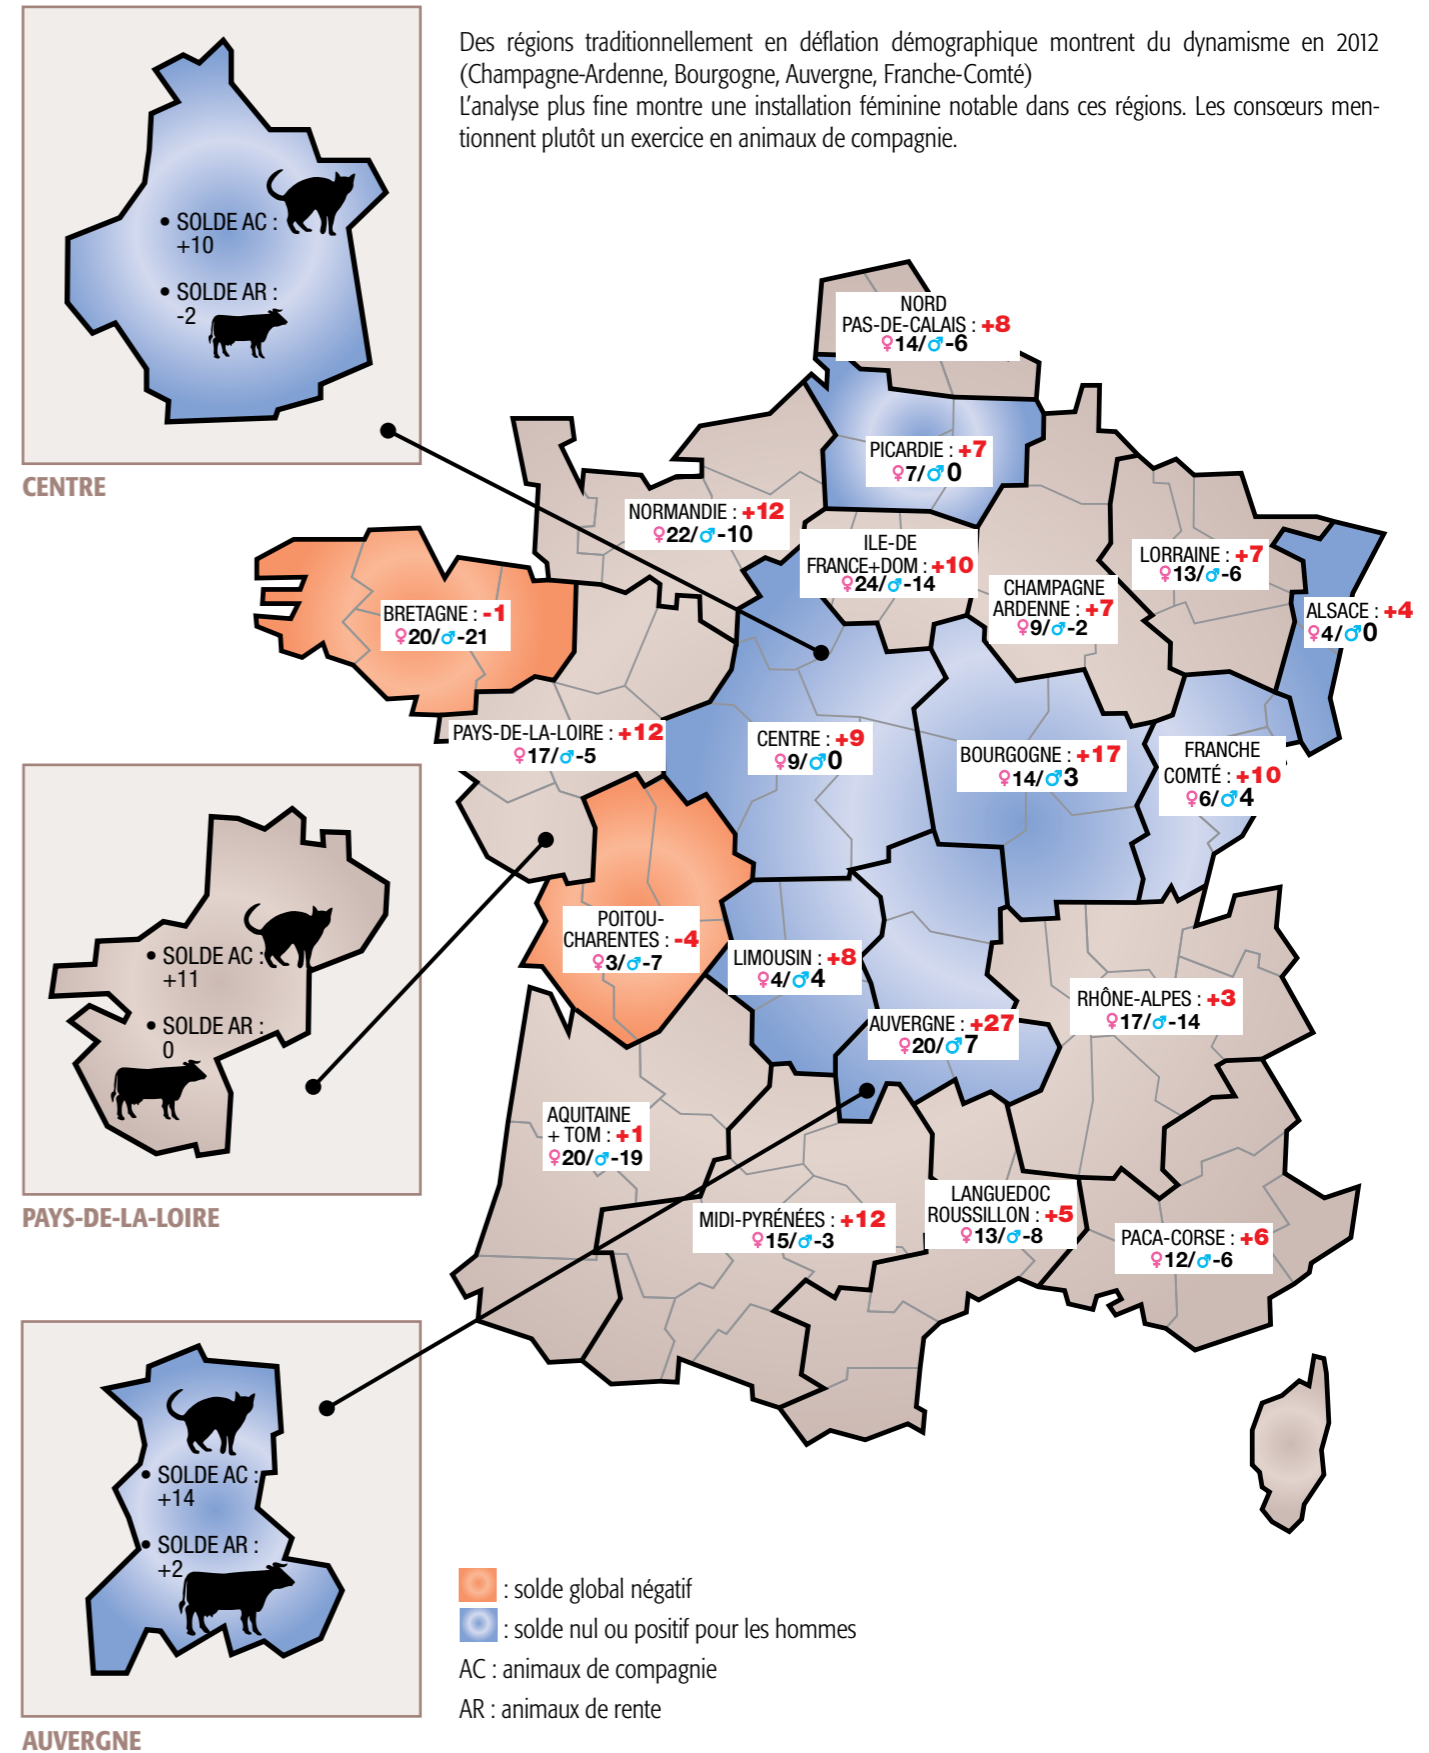 Des régions traditionnellement en déflation démographique montrent du dynamisme en 2012
(Champagne-Ardenne, Bourgogne, Auvergne, Franche-Comté)
L'analyse plus fine montre une installation féminine notable dans ces régions. Les consœurs men-
tionnent plutôt un exercice en animaux de compagnie.
• SOLDE AC :
+10
• SOLDE AR :
-2
CENTRE
NORD
PAS-DE-CALAIS : +8
♀14/♂-6
PICARDIE : +7
♀7/♂0
NORMANDIE : +12
♀22/♂-10
ILE-DE
FRANCE+DOM : +10
♀24/♂-14
CHAMPAGNE
ARDENNE : +7
♀9/♂-2
LORRAINE : +7
♀13/♂-6
ALSACE : +4
♀4/♂0
BRETAGNE : -1
♀20/♂-21
PAYS-DE-LA-LOIRE : +12
♀17/♂-5
CENTRE : +9
♀9/♂0
BOURGOGNE : +17
♀14/♂3
FRANCHE
COMTÉ : +10
♀6/♂4
POITOU-
CHARENTES : -4
♀3/♂-7
LIMOUSIN : +8
♀4/♂4
AUVERGNE : +27
♀20/♂7
RHÔNE-ALPES : +3
♀17/♂-14
AQUITAINE
+ TOM : +1
♀20/♂-19
MIDI-PYRÉNÉES : +12
♀15/♂-3
LANGUEDOC
ROUSSILLON : +5
♀13/♂-8
PACA-CORSE : +6
♀12/♂-6
• SOLDE AC :
+11
• SOLDE AR :
0
PAYS-DE-LA-LOIRE
• SOLDE AC :
+14
• SOLDE AR :
+2
AUVERGNE
: solde global négatif
: solde nul ou positif pour les hommes
AC : animaux de compagnie
AR : animaux de rente